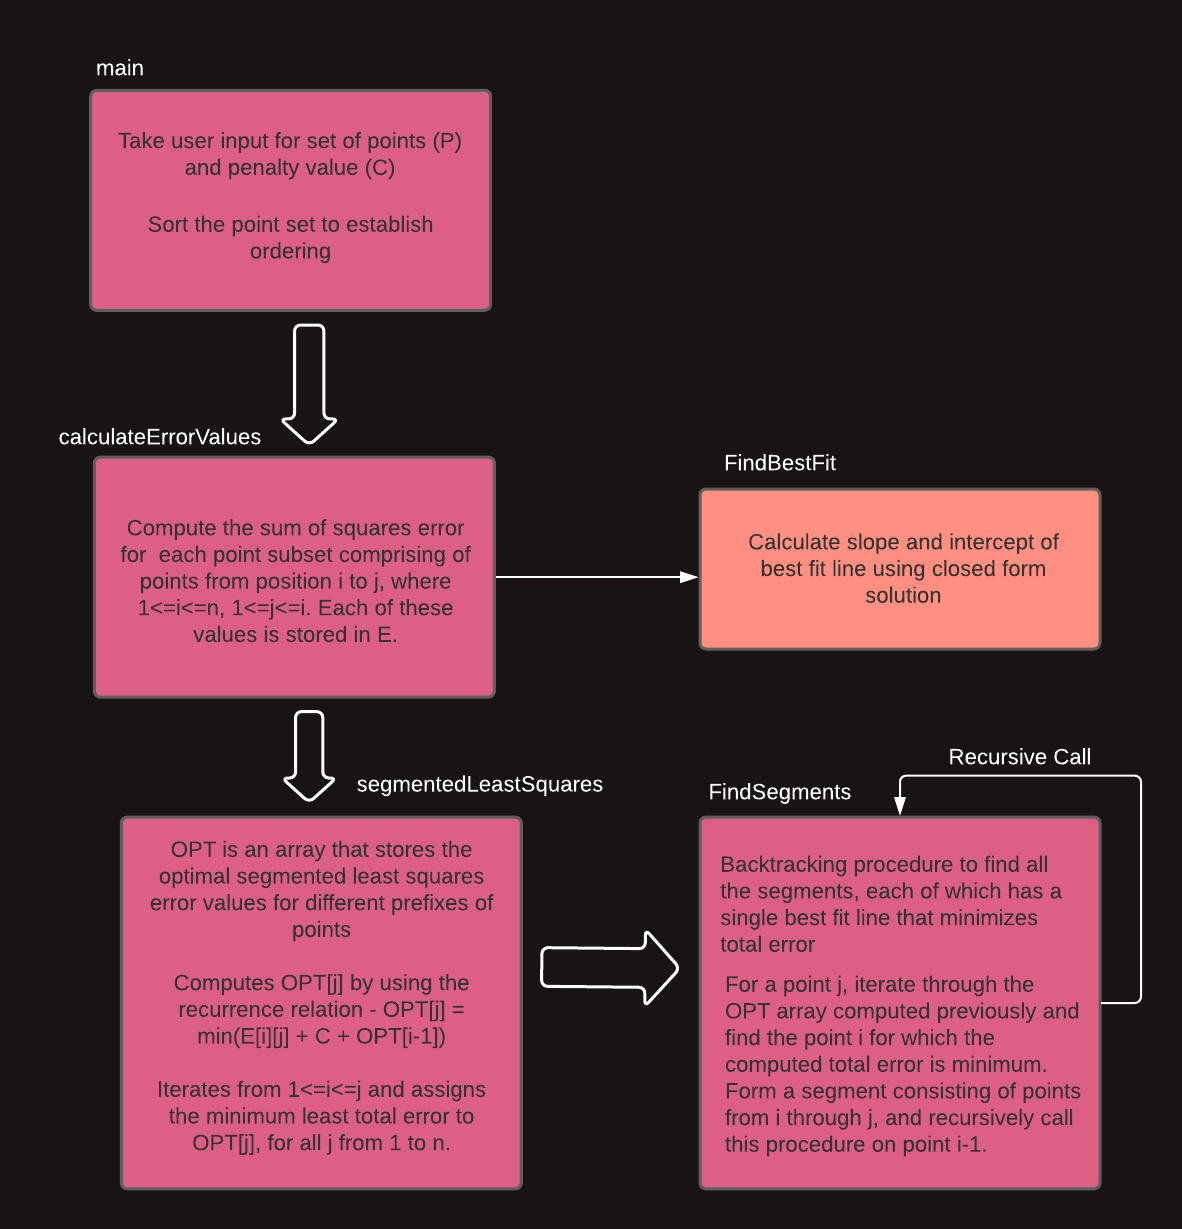 main
Take user input for set of points (P)
and penalty value (C)
Sort the point set to establish
ordering
calculateErrorValues
Compute the sum of squares error
for  each point subset comprising of
points from position i to j, where
1<=i<=n, 1<=j<=i. Each of these
values is stored in E.
FindBestFit
Calculate slope and intercept of
best fit line using closed form
solution
segmentedLeastSquares
OPT is an array that stores the
optimal segmented least squares
error values for different prefixes of
points
Computes OPT[j] by using the
recurrence relation - OPT[j] =
min(E[i][j] + C + OPT[i-1])
Iterates from 1<=i<=j and assigns
the minimum least total error to
OPT[j], for all j from 1 to n.
Recursive Call
FindSegments
Backtracking procedure to find all
the segments, each of which has a
single best fit line that minimizes
total error
For a point j, iterate through the
OPT array computed previously and
find the point i for which the
computed total error is minimum.
Form a segment consisting of points
from i through j, and recursively call
this procedure on point i-1.